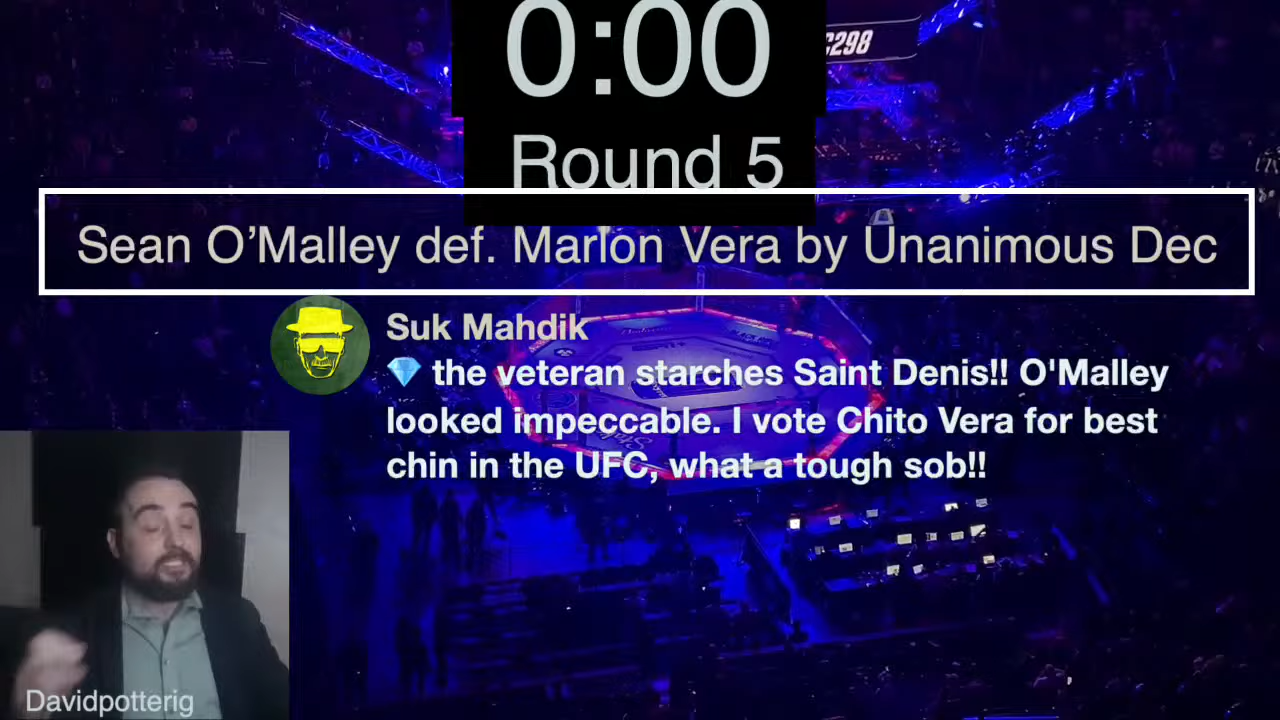 0:00
C298
Round 5
Sean O’Malley def. Marlon Vera by Unanimous Dec
Suk Mahdik
💎 the veteran starches Saint Denis!! O'Malley
looked impeccable. I vote Chito Vera for best
chin in the UFC, what a tough sob!!
Davidpotterig